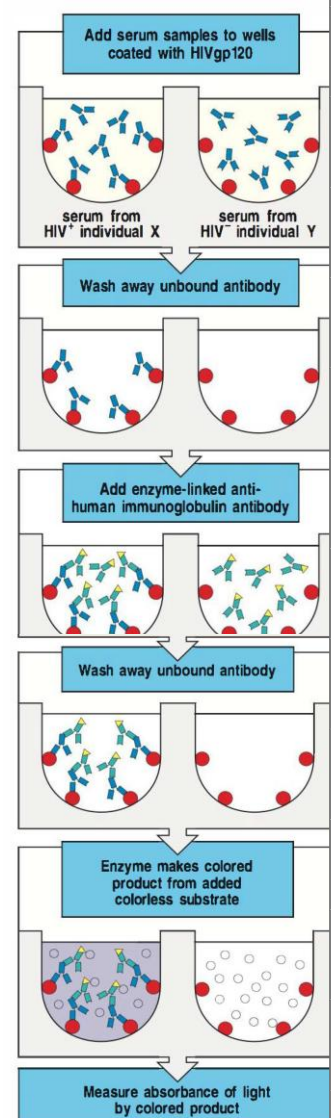 Add serum samples to wells
coated with HIVgp120
serum from
HIV⁺ individual X
serum from
HIV⁻ individual Y
Wash away unbound antibody
Add enzyme-linked anti-
human immunoglobulin antibody
Wash away unbound antibody
Enzyme makes colored
product from added
colorless substrate
Measure absorbance of light
by colored product